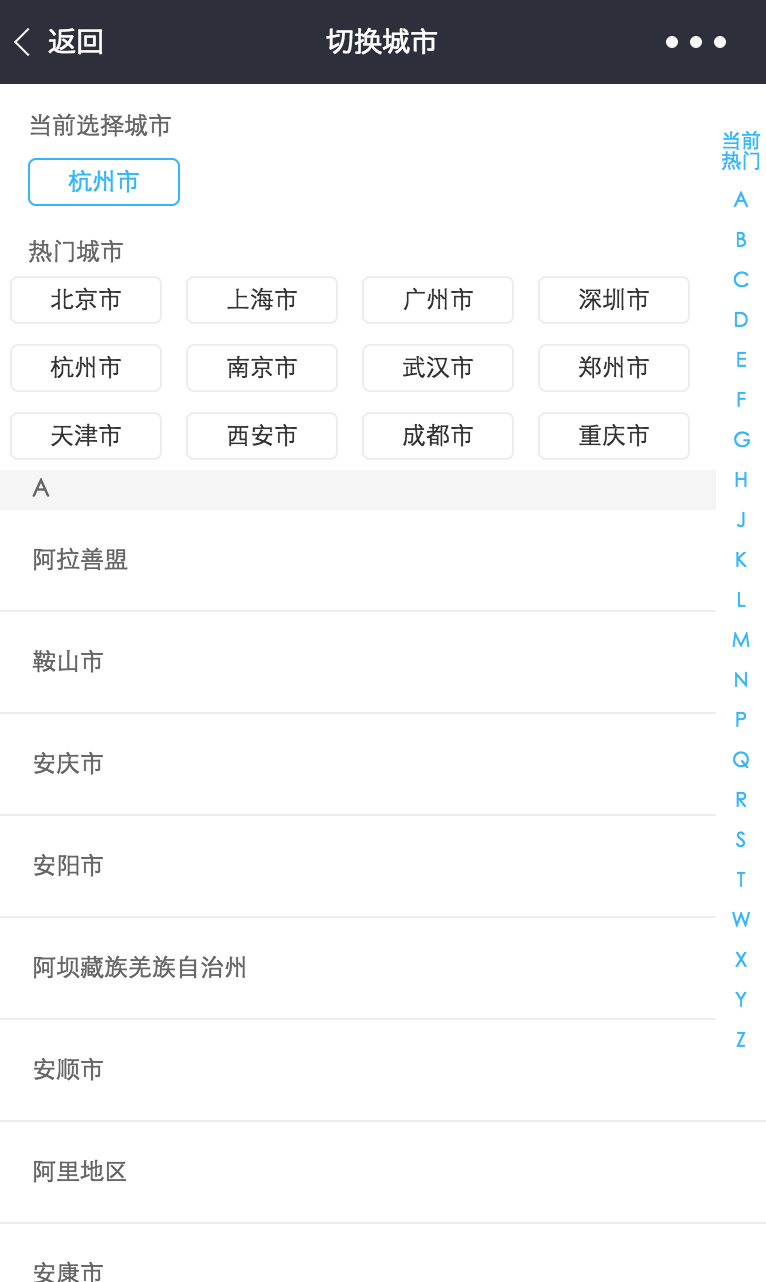 返回
切换城市
当前选择城市
杭州市
热门城市
北京市 上海市 广州市 深圳市
杭州市 南京市 武汉市 郑州市
天津市 西安市 成都市 重庆市
A
阿拉善盟
鞍山市
安庆市
安阳市
阿坝藏族羌族自治州
安顺市
阿里地区
安康市
当前
热门
A
B
C
D
E
F
G
H
J
K
L
M
N
P
Q
R
S
T
W
X
Y
Z